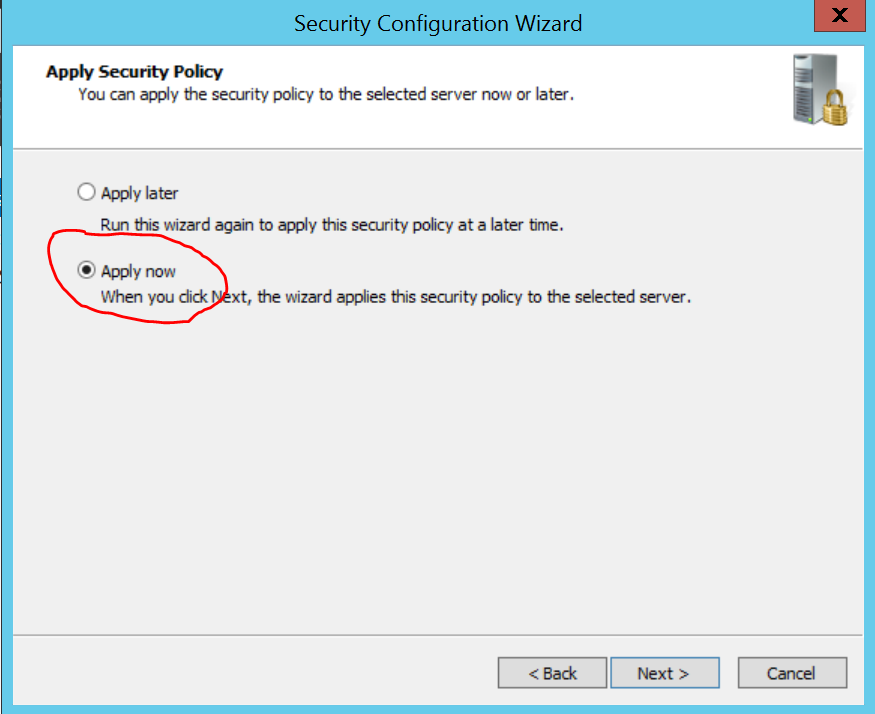 Security Configuration Wizard
X
Apply Security Policy
You can apply the security policy to the selected server now or later.
Apply later
Run this wizard again to apply this security policy at a later time.
Apply now
When you click Next, the wizard applies this security policy to the selected server.
< Back
Next >
Cancel